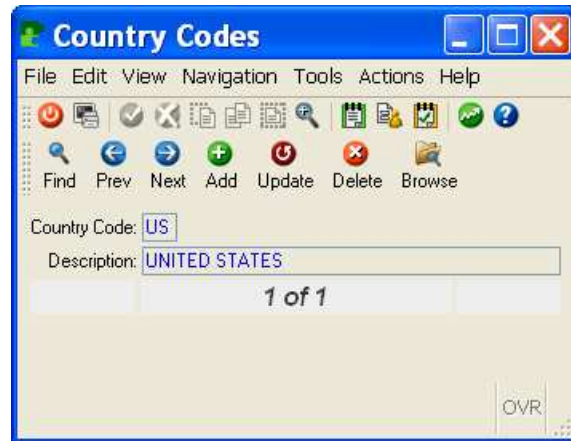 Country Codes
File Edit View Navigation Tools Actions Help
Find Prev Next Add Update Delete Browse
Country Code: US
Description: UNITED STATES
1 of 1
OVR